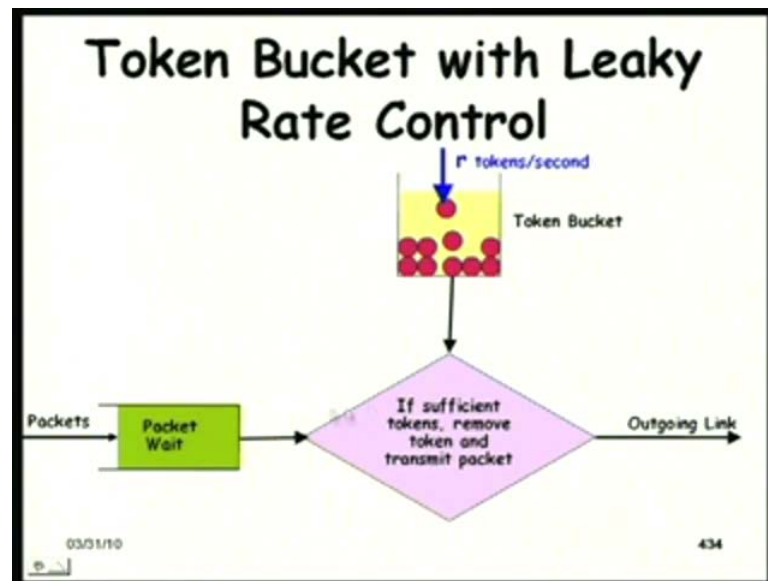 Token Bucket with Leaky
Rate Control
r tokens/second
Token Bucket
Packets
Packet
Wait
If sufficient
tokens, remove
token and
transmit packet
Outgoing Link
03/31/10
434